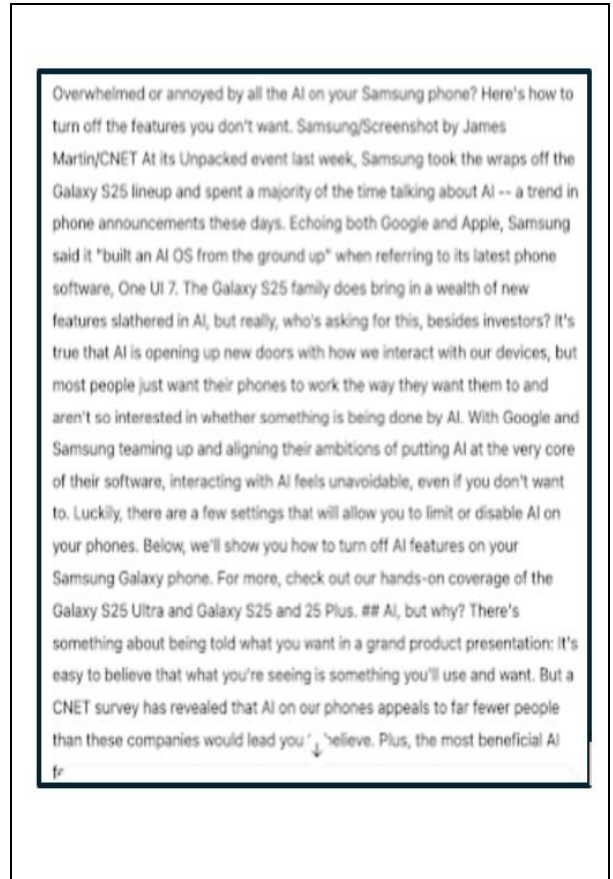 Overwhelmed or annoyed by all the AI on your Samsung phone? Here's how to
turn off the features you don't want. Samsung/Screenshot by James
Martin/CNET At its Unpacked event last week, Samsung took the wraps off the
Galaxy S25 lineup and spent a majority of the time talking about AI -- a trend in
phone announcements these days. Echoing both Google and Apple, Samsung
said it "built an AI OS from the ground up" when referring to its latest phone
software, One UI 7. The Galaxy S25 family does bring in a wealth of new
features slathered in AI, but really, who's asking for this, besides investors? It's
true that AI is opening up new doors with how we interact with our devices, but
most people just want their phones to work the way they want them to and
aren't so interested in whether something is being done by AI. With Google and
Samsung teaming up and aligning their ambitions of putting AI at the very core
of their software, interacting with AI feels unavoidable, even if you don't want
to. Luckily, there are a few settings that will allow you to limit or disable AI on
your phones. Below, we'll show you how to turn off AI features on your
Samsung Galaxy phone. For more, check out our hands-on coverage of the
Galaxy S25 Ultra and Galaxy S25 and 25 Plus. ## AI, but why? There's
something about being told what you want in a grand product presentation: It's
easy to believe that what you're seeing is something you'll use and want. But a
CNET survey has revealed that AI on our phones appeals to far fewer people
than these companies would lead you believe. Plus, the most beneficial AI